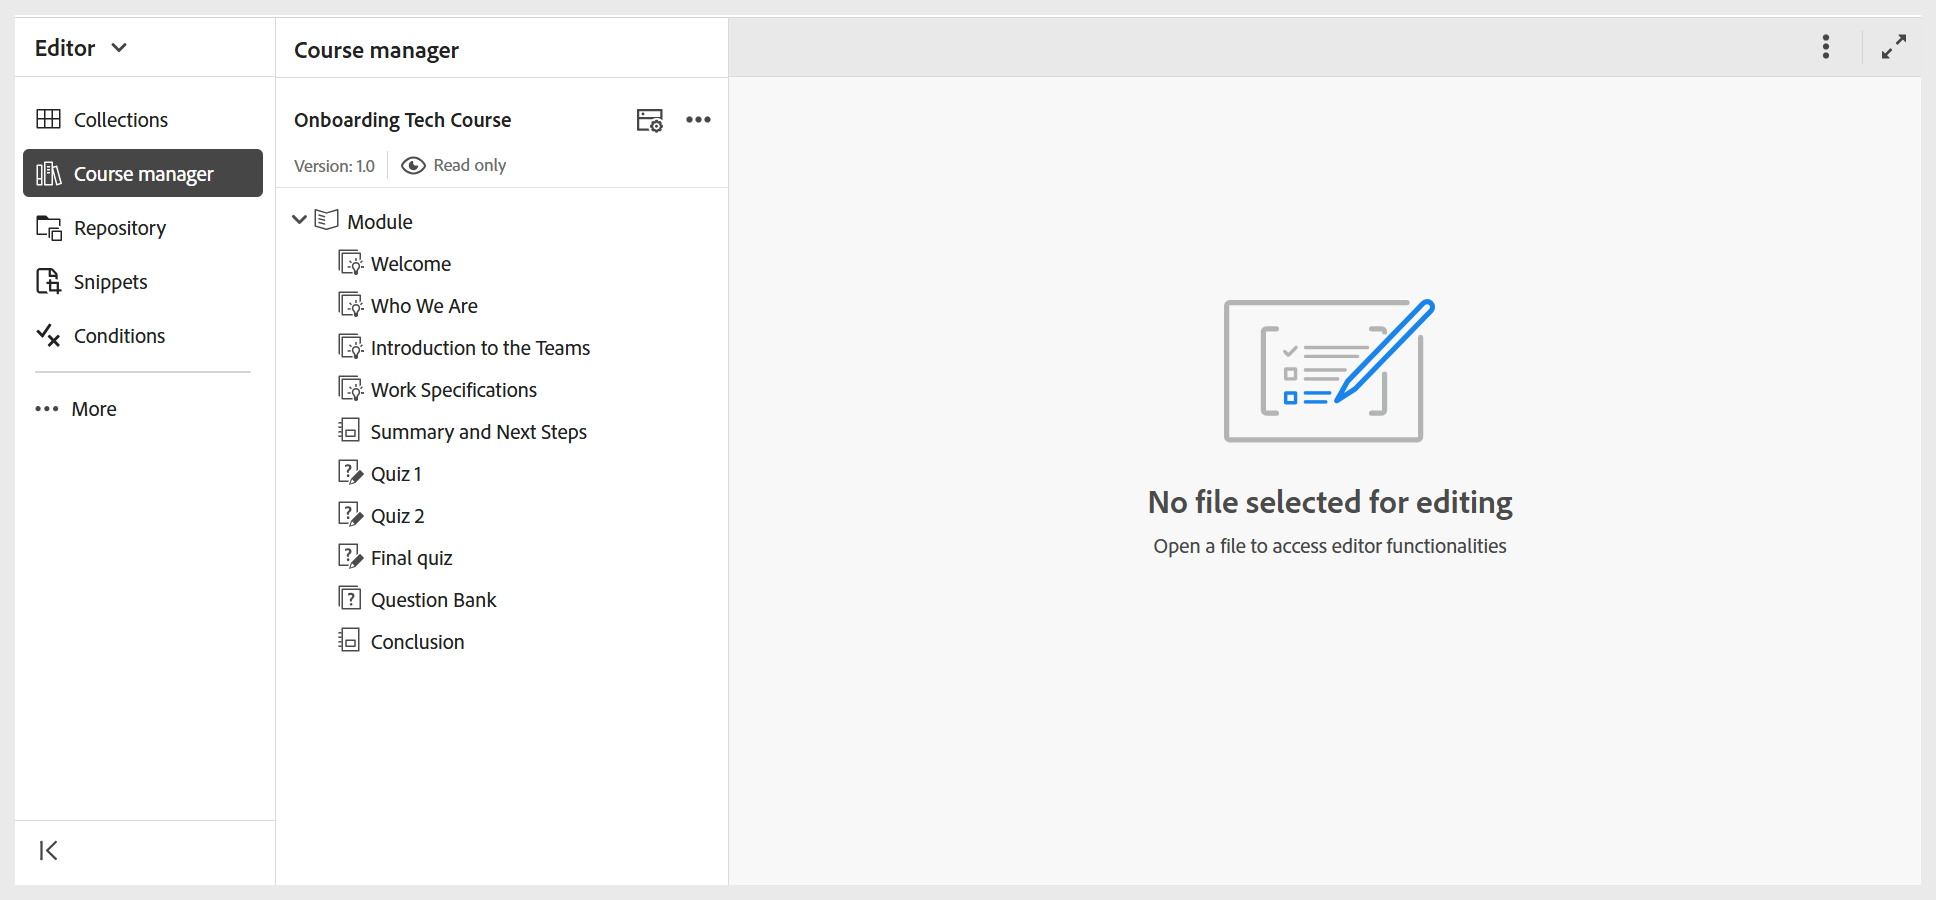 Editor
Collections
Course manager
Repository
Snippets
Conditions
More
Course manager
Onboarding Tech Course
Version: 1.0
Read only
Module
Welcome
Who We Are
Introduction to the Teams
Work Specifications
Summary and Next Steps
Quiz 1
Quiz 2
Final quiz
Question Bank
Conclusion
No file selected for editing
Open a file to access editor functionalities